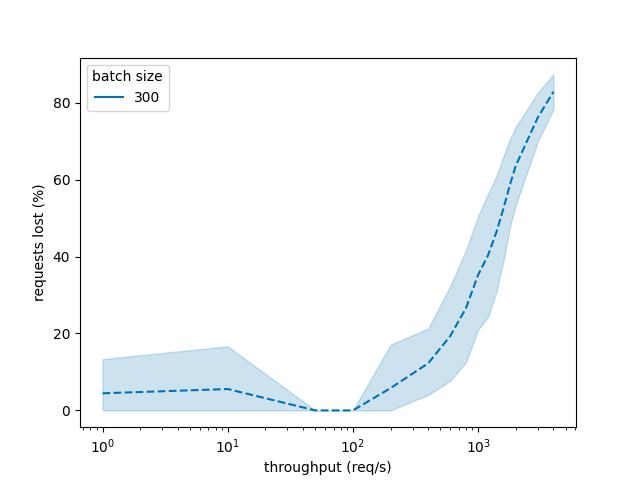 batch size
300
requests lost (%)
80
60
40
20
0
10⁰ 10¹ 10² 10³
throughput (req/s)